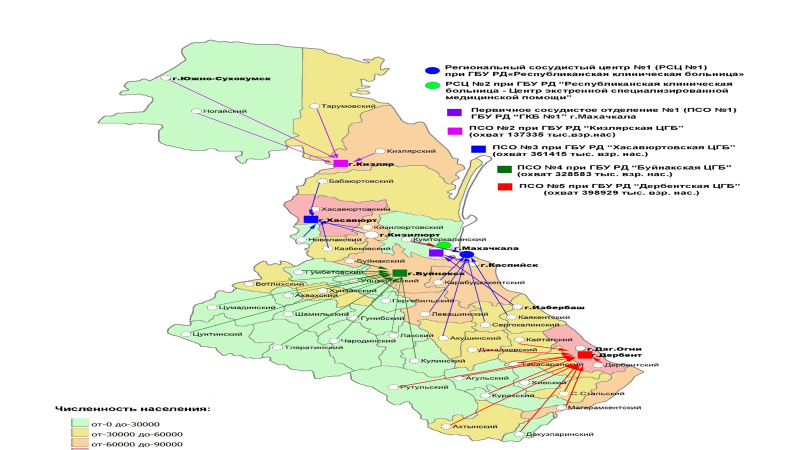 Региональный сосудистый центр №1 (РСЦ №1)
при ГБУ РД«Республиканская клиническая больница»
РСЦ №2 при ГБУ РД "Республиканская клиническая
больница - Центр экстренной специализированной
медицинской помощи"
Первичное сосудистое отделение №1 (ПСО №1)
ГБУ РД "ГКБ №1" г.Махачкала
ПСО №2 при ГБУ РД "Кизлярская ЦГБ"
(охват 137335 тыс.взр.нас)
ПСО №3 при ГБУ РД "Хасавюртовская ЦГБ"
(охват 361415 тыс.взр. нас.)
ПСО №4 при ГБУ РД "Буйнакская ЦГБ"
(охват 328583 тыс. взр. нас.)
ПСО №5 при ГБУ РД "Дербентская ЦГБ"
(охват 398929 тыс. взр. нас.)
г.Южно-Сухокумск
Ногайский
Тарумовский
Кизлярский
г.Кизляр
Бабаюртовский
Хасавюртовский
г.Хасавюрт
Кизилюртовский
г.Кизилюрт
Новолакский
Кумторкалинский
Казбековский
г.Махачкала
Буйнакский
г.Каспийск
Гумбетовский
г.Буйнакск
Унцукульский
Ботлихский
Карабудахкентский
Хунзахский
Ахвахский
Гергебильский
Цумадинский
г.Избербаш
Шамильский
Левашинский
Каякентский
Гунибский
Сергокалинский
Цунтинский
Лакский
Акушинский
Кайтагский
Чародинский
Тляратинский
Дахадаевский
г.Даг.Огни
г.Дербент
Кулинский
Табасаранский
Дербентский
Агульский
Хивский
Рутульский
Курахский
С.Стальский
Магарамкентский
Ахтынский
Докузпаринский
Численность населения:
от-0 до-30000
от-30000 до-60000
от-60000 до-90000